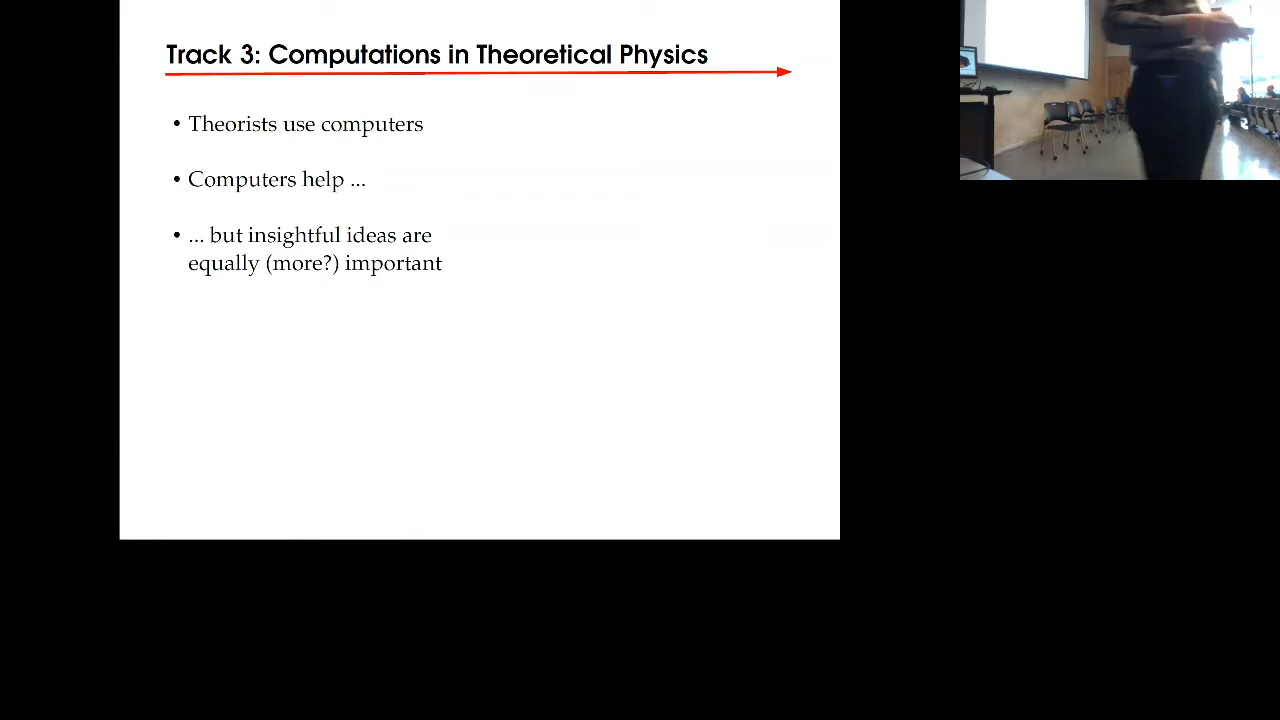 Track 3: Computations in Theoretical Physics
• Theorists use computers
• Computers help ...
• ... but insightful ideas are
equally (more?) important